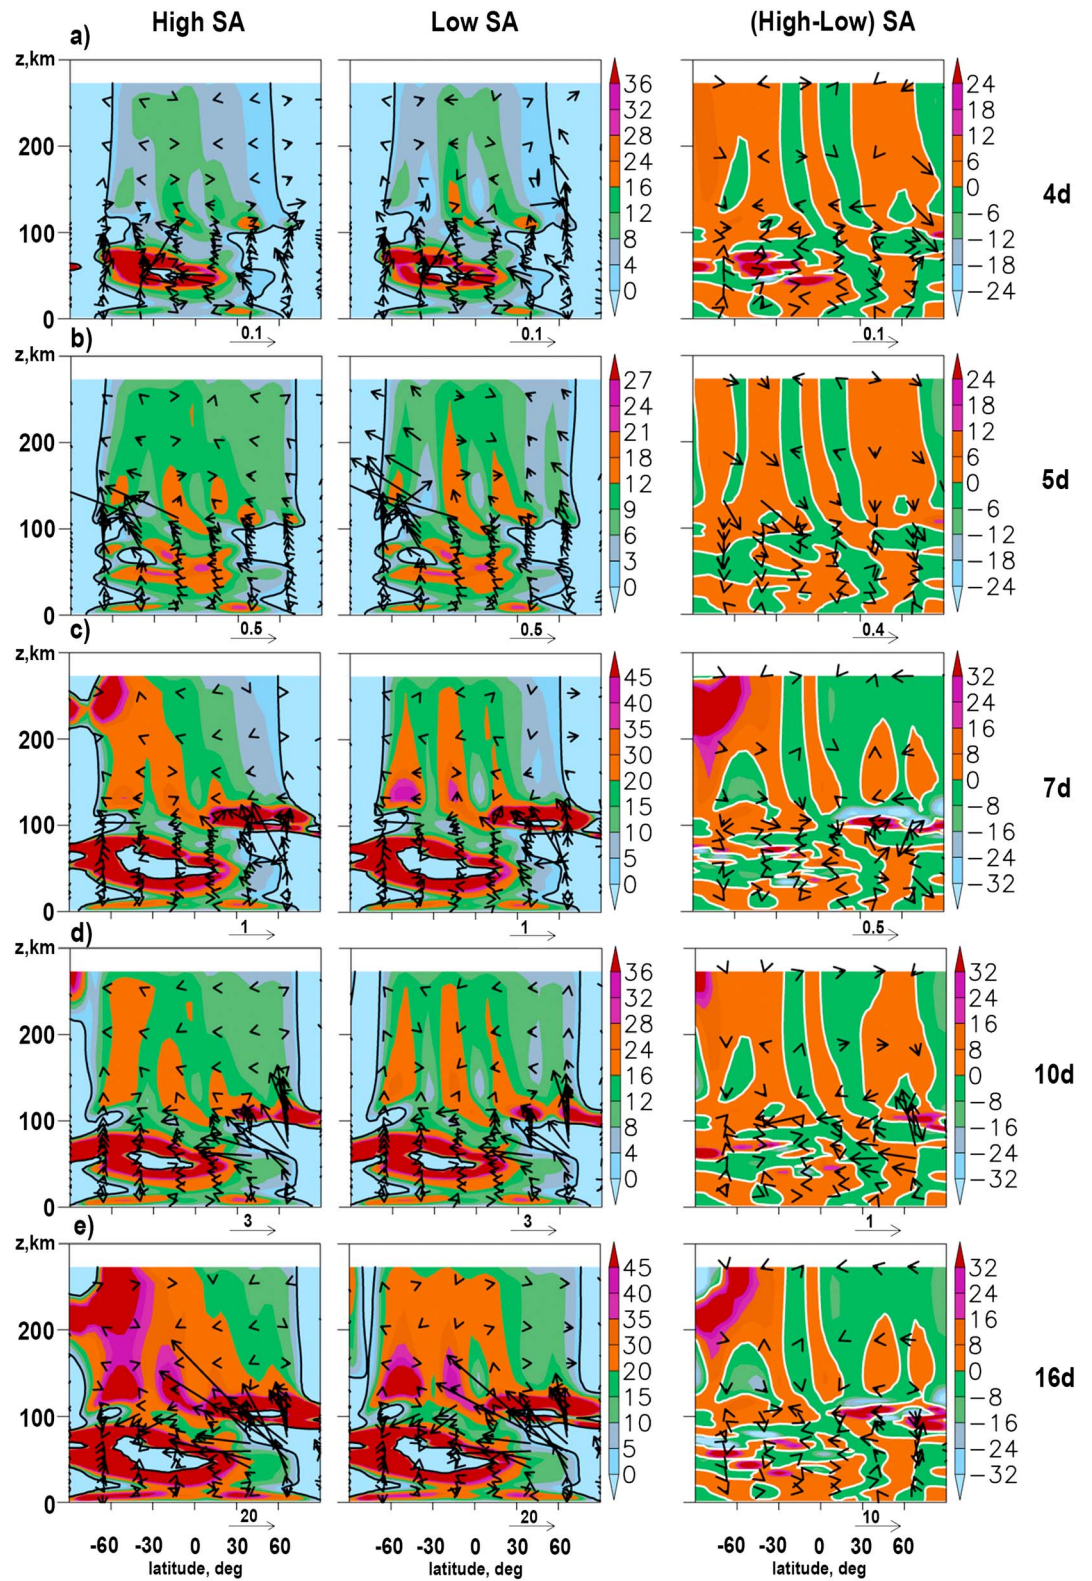 High SA Low SA (High-Low) SA
a)
z,km
200
100
0
36 32 28 24 16 12 8 4 0
24 18 12 6 0 −6 −12 −18 −24
4d
0.1 0.1 0.1
b)
z,km
200
100
0
27 24 21 18 12 9 6 3 0
24 18 12 6 0 −6 −12 −18 −24
5d
0.5 0.5 0.4
c)
z,km
200
100
0
45 40 35 30 20 15 10 5 0
32 24 16 8 0 −8 −16 −24 −32
7d
1 1 0.5
d)
z,km
200
100
0
36 32 28 24 16 12 8 4 0
32 24 16 8 0 −8 −16 −24 −32
10d
3 3 1
e)
z,km
200
100
0
45 40 35 30 20 15 10 5 0
32 24 16 8 0 −8 −16 −24 −32
16d
20 20 10
-60 -30 0 30 60 -60 -30 0 30 60 -60 -30 0 30 60
latitude, deg latitude, deg latitude, deg